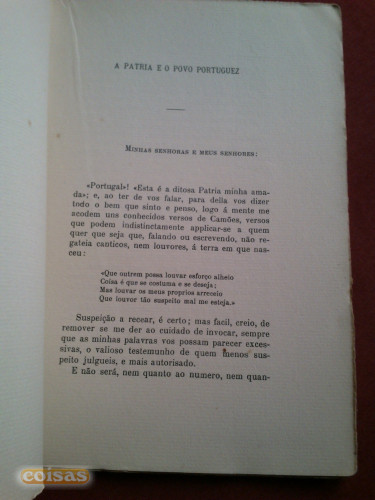 A PATRIA E O POVO PORTUGUEZ
MINHAS SENHORAS E MEUS SENHORES:
«Portugal»! «Esta é a ditosa Patria minha ama-
da»; e, ao ter de vos falar, para della vos dizer
todo o bem que sinto e penso, logo á mente me
acodem uns conhecidos versos de Camões, versos
que podem indistinctamente applicar-se a quem
quer que seja que, falando ou escrevendo, não re-
gateia canticos, nem louvores, á terra em que nas-
ceu:
«Que outrem possa louvar esforço alheio
Coisa é que se costuma e se deseja;
Mas louvar os meus proprios arreceio
Que louvor tão suspeito mal me esteja.»
Suspeição a recear, é certo; mas facil, creio, de
remover se me der ao cuidado de invocar, sempre
que as minhas palavras vos possam parecer exces-
sivas, o valioso testemunho de quem menos sus-
peito julgueis, e mais autorisado.
E não será, nem quanto ao numero, nem quan-
coisas